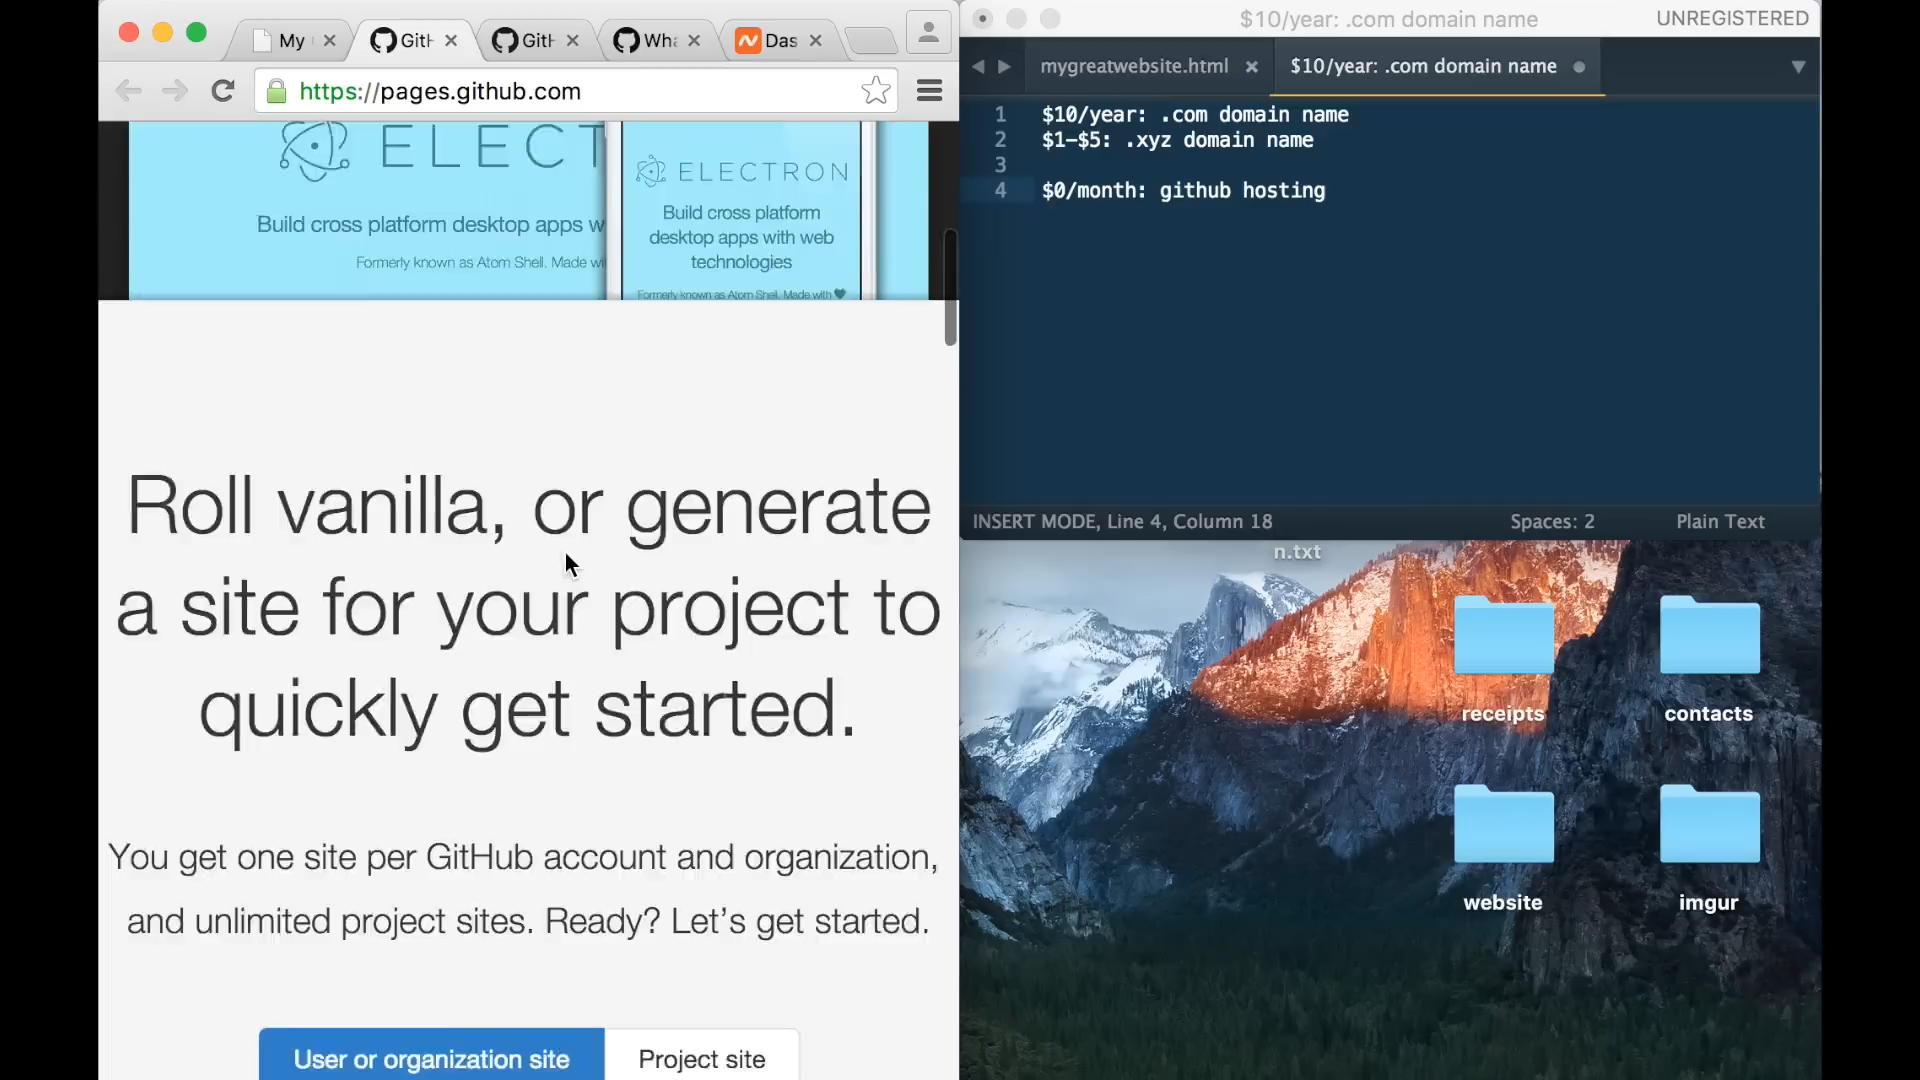 My
GitH
GitH
Wha
Das
https://pages.github.com
ELECT
Build cross platform desktop apps w
Formerly known as Atom Shell. Made wi
ELECTRON
Build cross platform
desktop apps with web
technologies
Formerly known as Atom Shell. Made with
Roll vanilla, or generate
a site for your project to
quickly get started.
You get one site per GitHub account and organization,
and unlimited project sites. Ready? Let's get started.
User or organization site
Project site
$10/year: .com domain name
UNREGISTERED
mygreatwebsite.html
$10/year: .com domain name
1 $10/year: .com domain name
2 $1-$5: .xyz domain name
3
4 $0/month: github hosting
INSERT MODE, Line 4, Column 18
Spaces: 2
Plain Text
n.txt
receipts
contacts
website
imgur